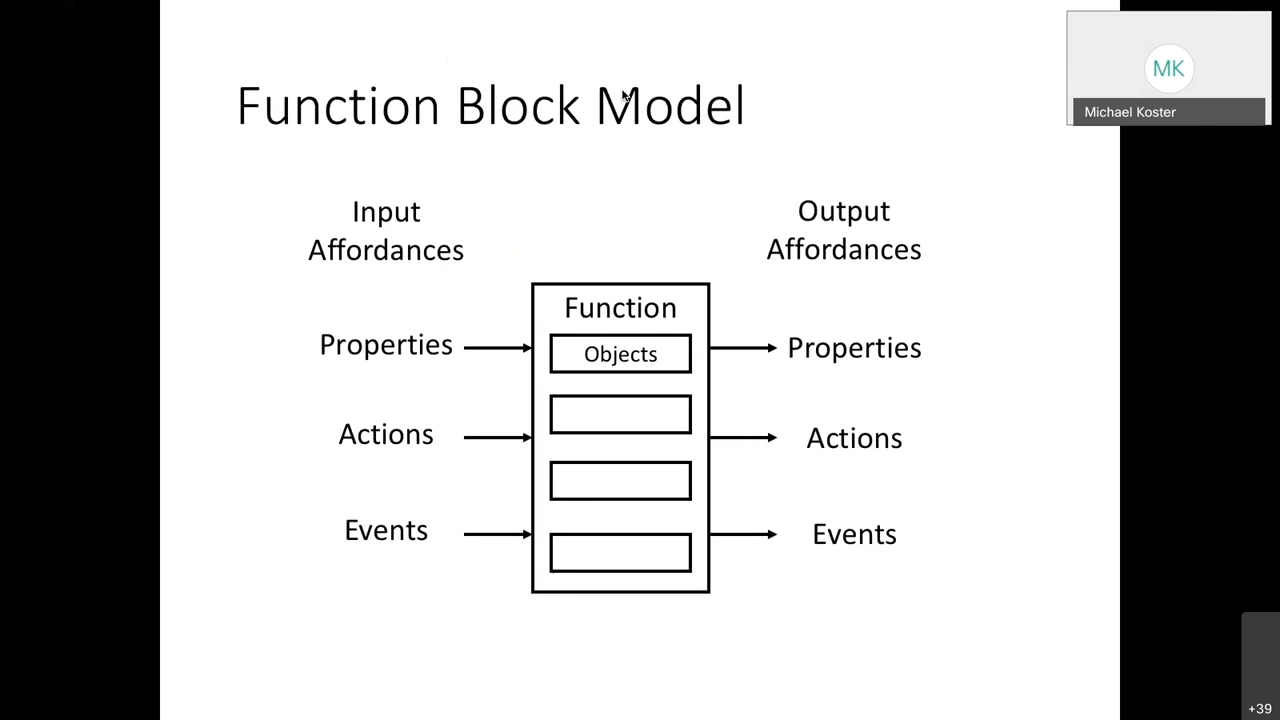 Function Block Model
MK
Michael Koster
Input
Affordances
Output
Affordances
Function
Objects
Properties
Properties
Actions
Actions
Events
Events
+39